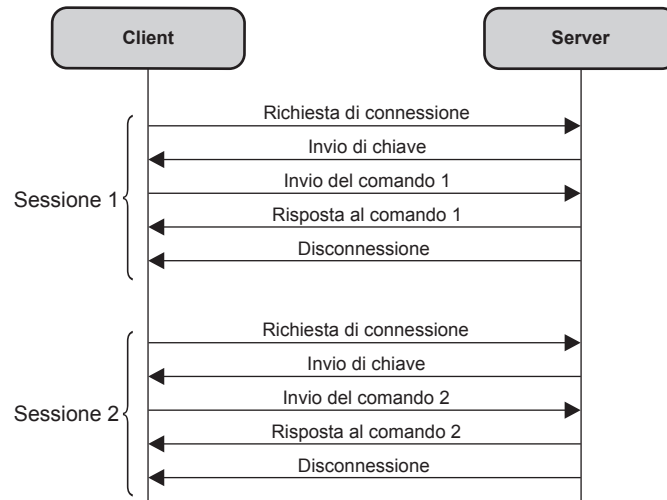 Client
Server
Sessione 1
Richiesta di connessione
Invio di chiave
Invio del comando 1
Risposta al comando 1
Disconnessione
Sessione 2
Richiesta di connessione
Invio di chiave
Invio del comando 2
Risposta al comando 2
Disconnessione